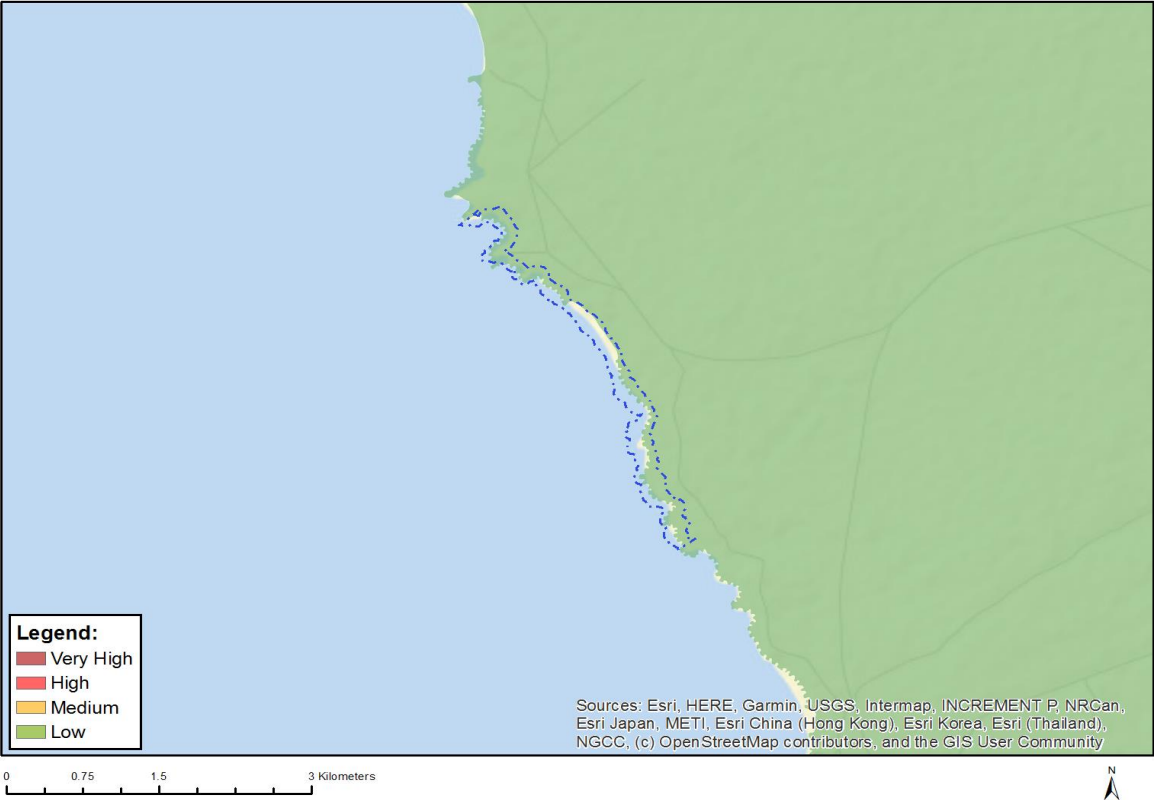 Legend:
Very High
High
Medium
Low
Sources: Esri, HERE, Garmin, USGS, Intermap, INCREMENT P, NRCan,
Esri Japan, METI, Esri China (Hong Kong), Esri Korea, Esri (Thailand),
NGCC, (c) OpenStreetMap contributors, and the GIS User Community
0 0.75 1.5 3 Kilometers
N